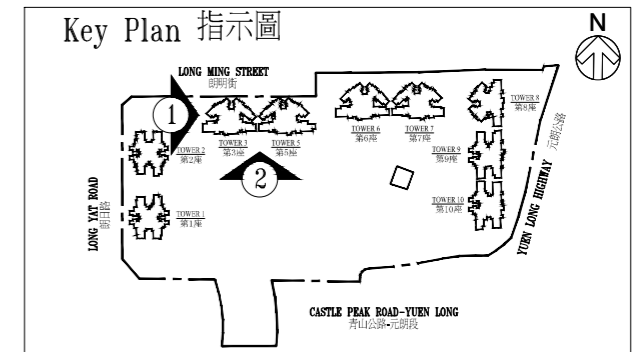 Key Plan 指示圖
N
LONG MING STREET
朗明街
1
TOWER 3
第3座
TOWER 5
第5座
TOWER 6
第6座
TOWER 7
第7座
TOWER 8
第8座
TOWER 2
第2座
TOWER 9
第9座
2
TOWER 10
第10座
TOWER 1
第1座
LONG YAT ROAD
朗日路
YUEN LONG HIGHWAY
元朗公路
CASTLE PEAK ROAD-YUEN LONG
青山公路-元朗段